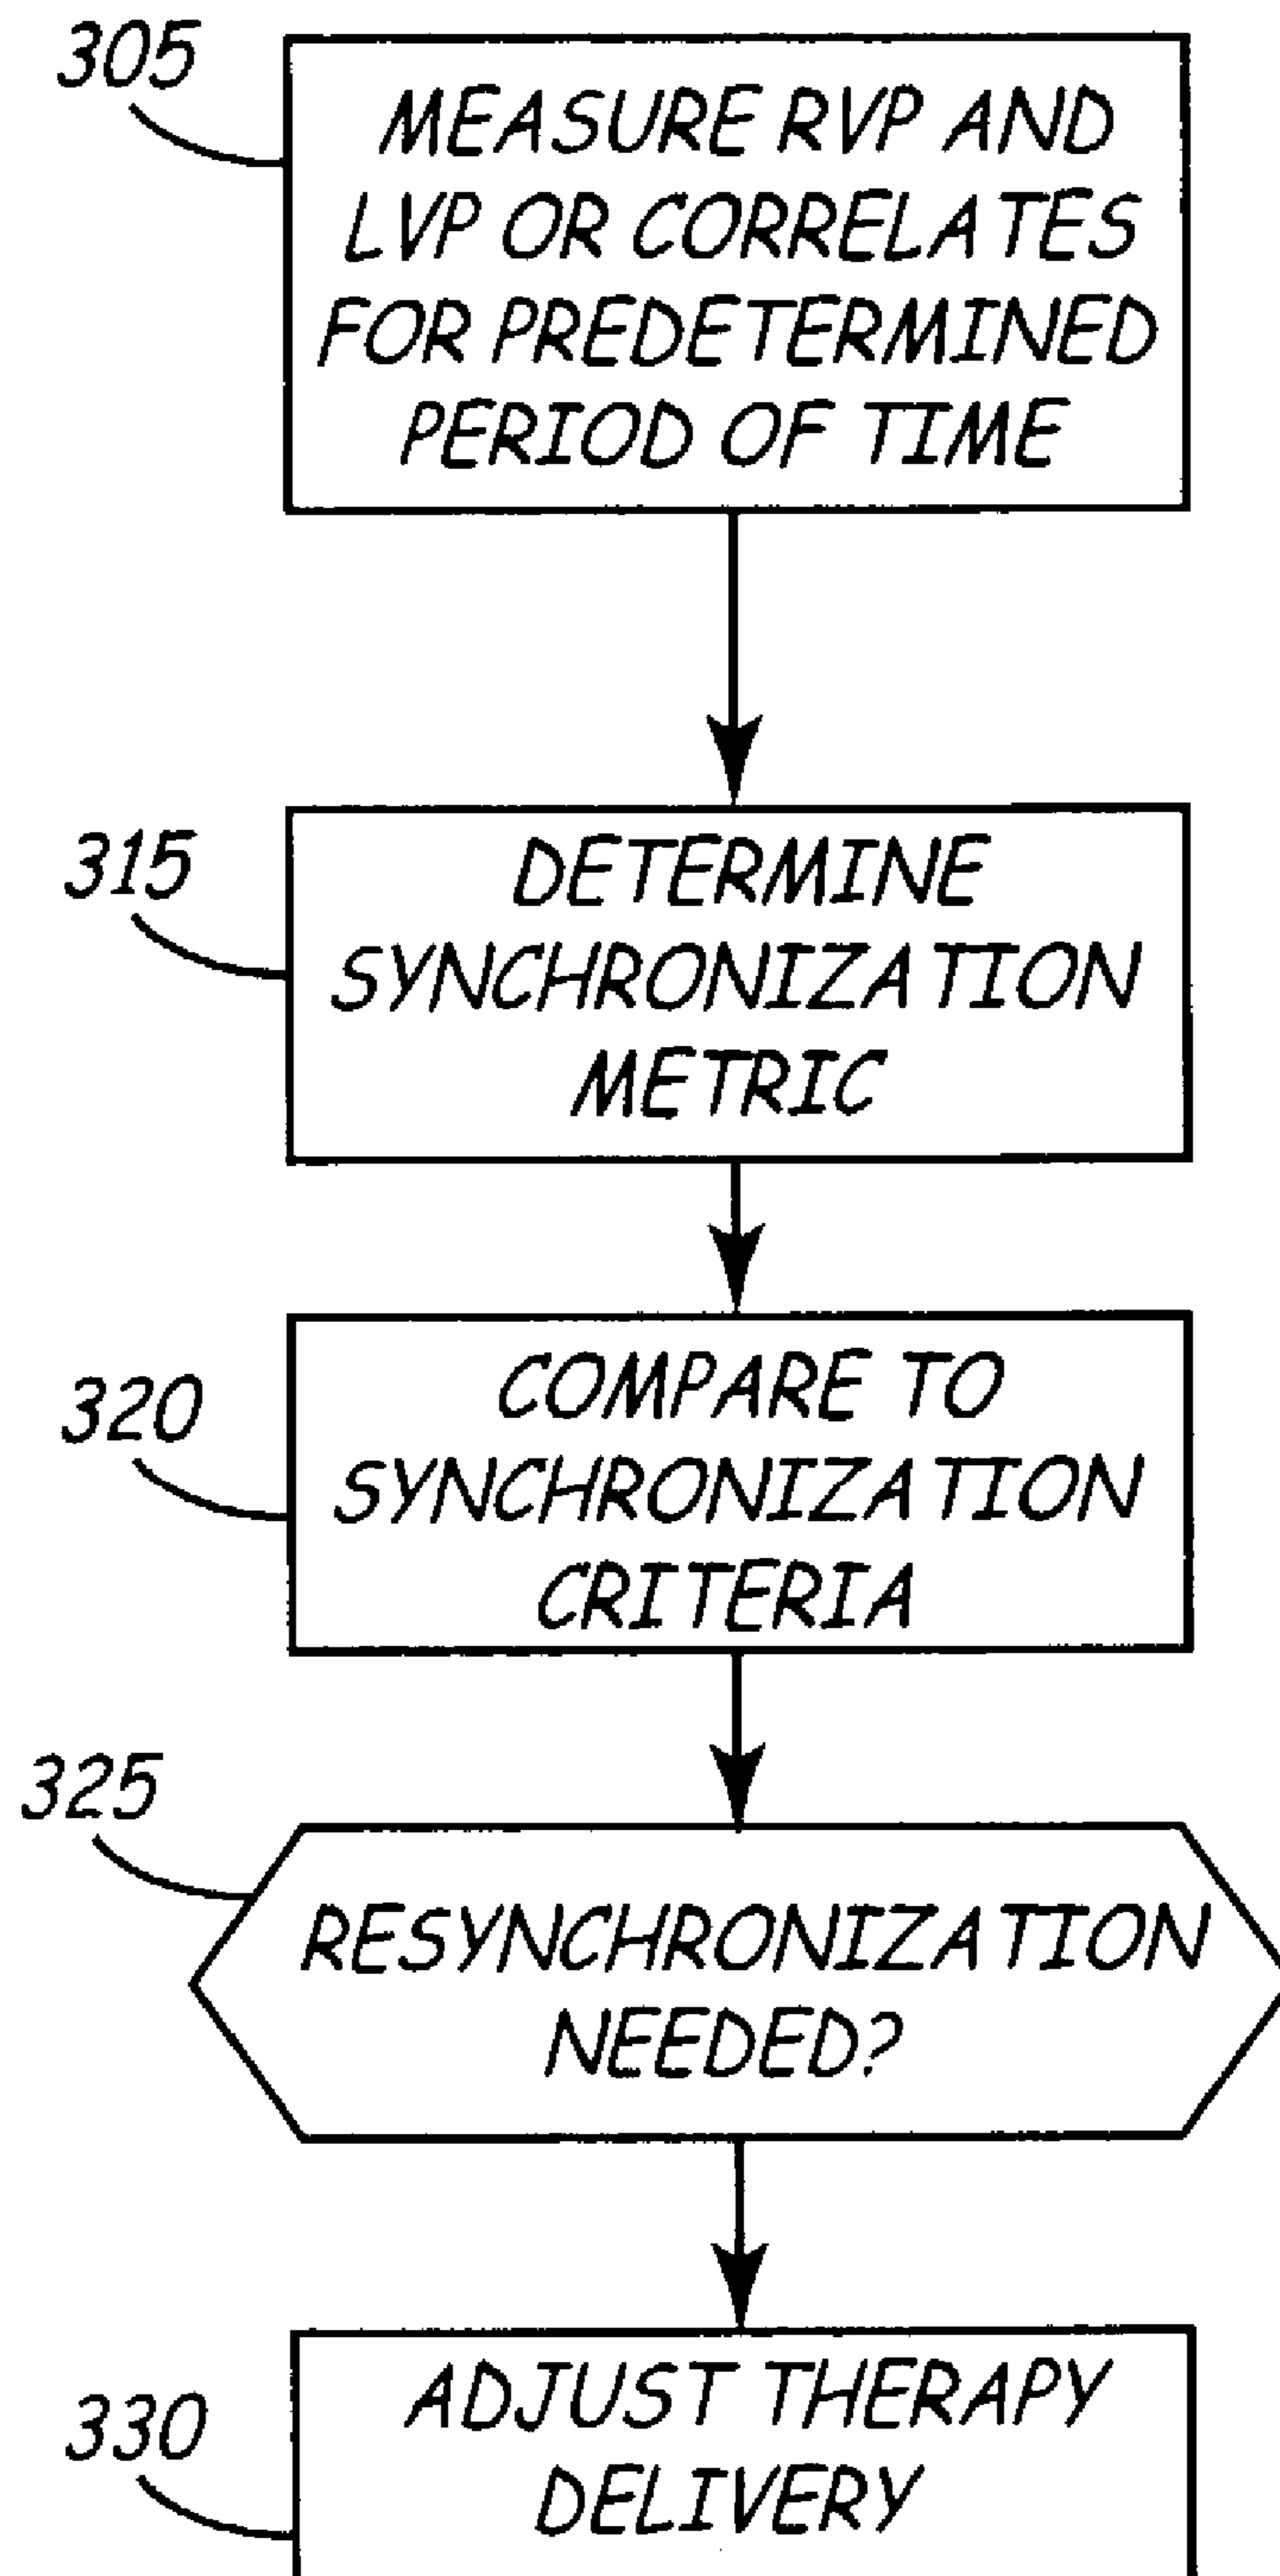 305
MEASURE RVP AND
LVP OR CORRELATES
FOR PREDETERMINED
PERIOD OF TIME
315
DETERMINE
SYNCHRONIZATION
METRIC
320
COMPARE TO
SYNCHRONIZATION
CRITERIA
325
RESYNCHRONIZATION
NEEDED?
330
ADJUST THERAPY
DELIVERY